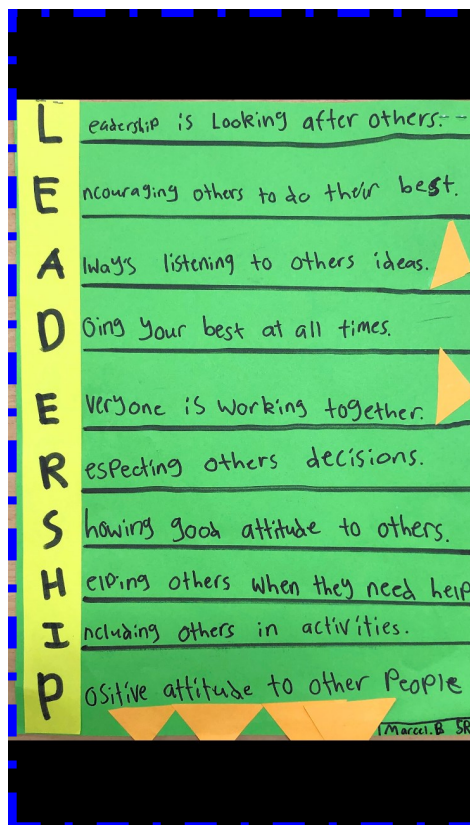 Leadership is Looking after others.
Encouraging others to do their best.
Always listening to others ideas.
Doing your best at all times.
Everyone is working together.
Respecting others decisions.
Showing good attitude to others.
Helping others when they need help
Including others in activities.
Positive attitude to other People
Marcel.B 5R